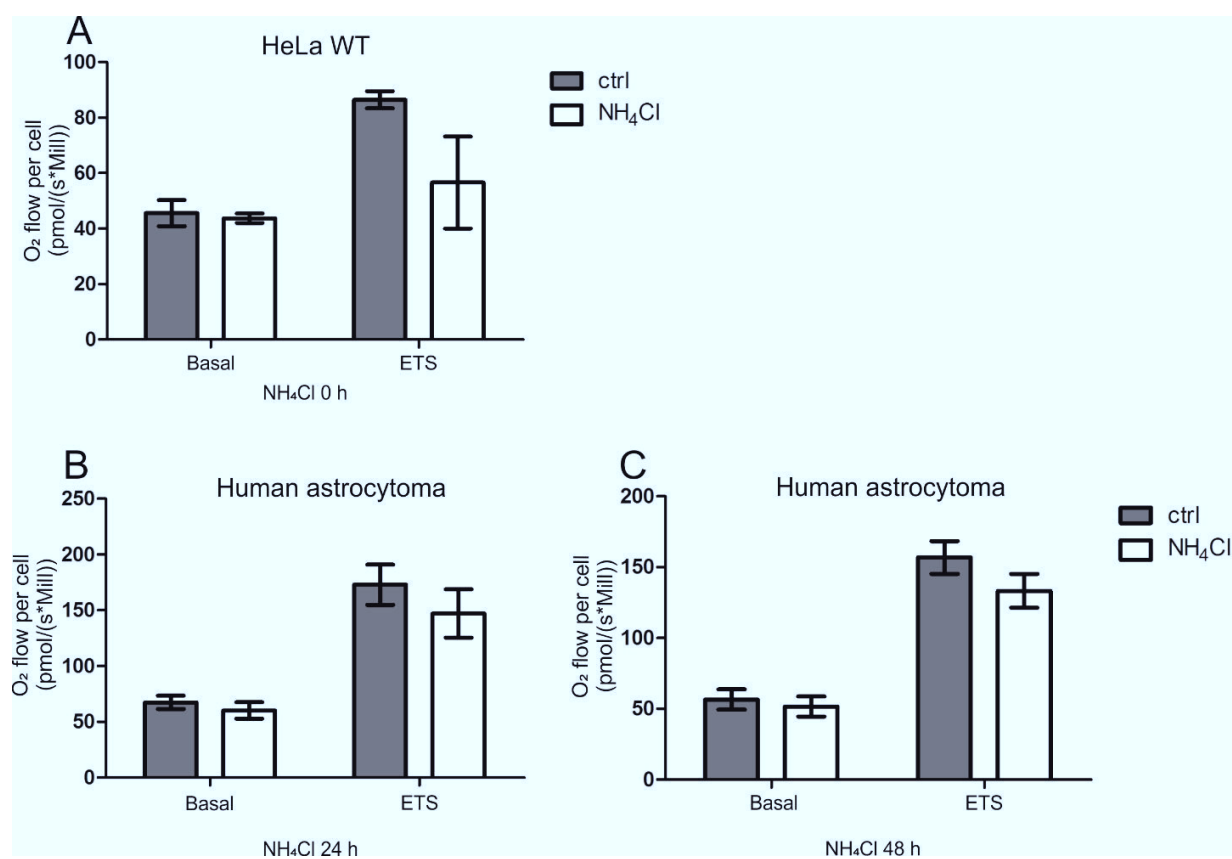 A
HeLa WT
O₂ flow per cell
(pmol/(s*Mill))
100
80
60
40
20
0
Basal
ETS
NH₄Cl 0 h
ctrl
NH₄Cl
B
Human astrocytoma
O₂ flow per cell
(pmol/(s*Mill))
250
200
150
100
50
0
Basal
ETS
NH₄Cl 24 h
C
Human astrocytoma
O₂ flow per cell
(pmol/(s*Mill))
200
150
100
50
0
Basal
ETS
NH₄Cl 48 h
ctrl
NH₄Cl